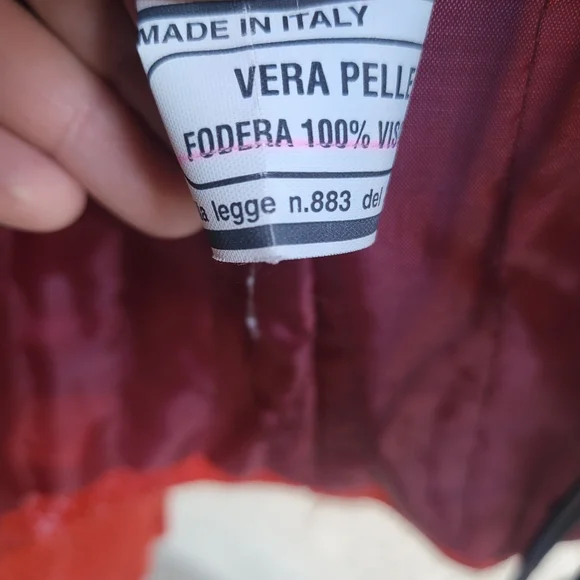 MADE IN ITALY
VERA PELLE
FODERA 100% VIS
la legge n.883 del